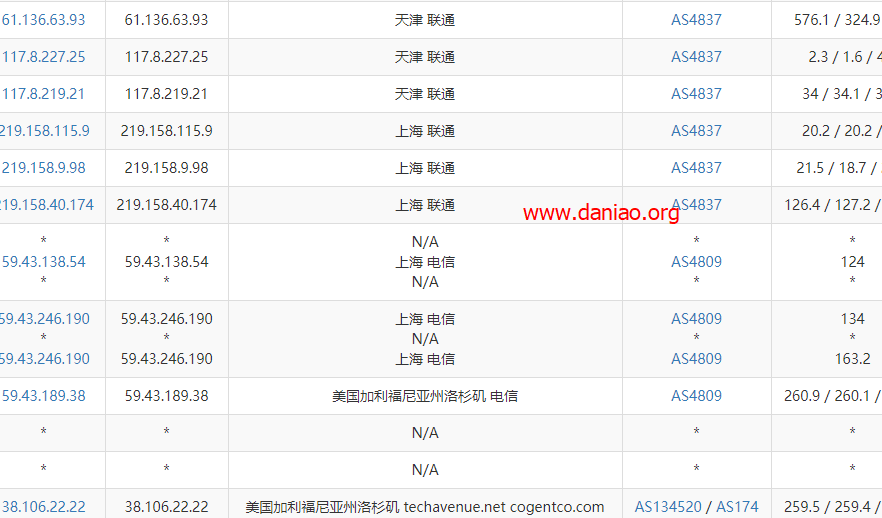 61.136.63.93 61.136.63.93 天津 联通 AS4837 576.1 / 324.9
117.8.227.25 117.8.227.25 天津 联通 AS4837 2.3 / 1.6 /
117.8.219.21 117.8.219.21 天津 联通 AS4837 34 / 34.1 / 3
219.158.115.9 219.158.115.9 上海 联通 AS4837 20.2 / 20.2 /
219.158.9.98 219.158.9.98 上海 联通 AS4837 21.5 / 18.7 /
219.158.40.174 219.158.40.174 上海 联通 AS4837 126.4 / 127.2 /
www.daniao.org
* * N/A * *
59.43.138.54 59.43.138.54 上海 电信 AS4809 124
* * N/A * *
59.43.246.190 59.43.246.190 上海 电信 AS4809 134
* * N/A * *
59.43.246.190 59.43.246.190 上海 电信 AS4809 163.2
59.43.189.38 59.43.189.38 美国加利福尼亚州洛杉矶 电信 AS4809 260.9 / 260.1 /
* * N/A * *
* * N/A * *
38.106.22.22 38.106.22.22 美国加利福尼亚州洛杉矶 techavenue.net cogentco.com AS134520 / AS174 259.5 / 259.4 /